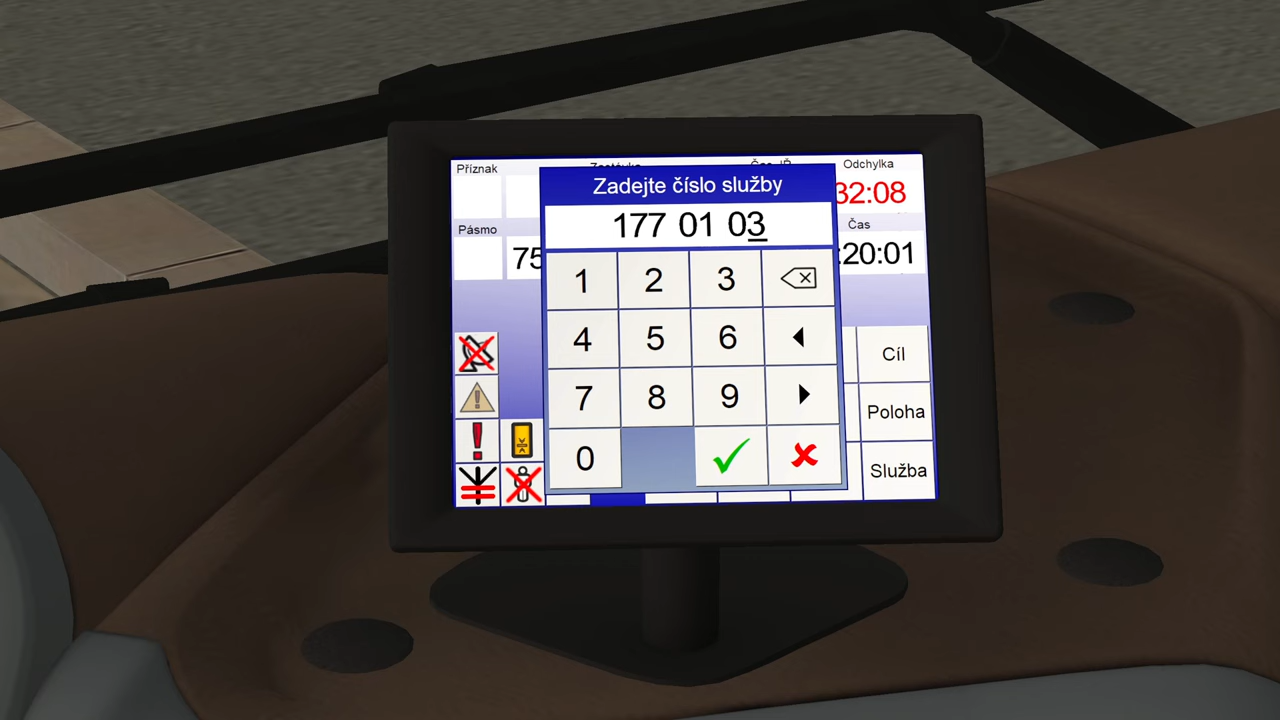 Příznak
Odchylka
32:08
Zadejte číslo služby
177 01 03
Pásmo
Čas
75
20:01
1 2 3
4 5 6
7 8 9
0
Cíl
Poloha
Služba